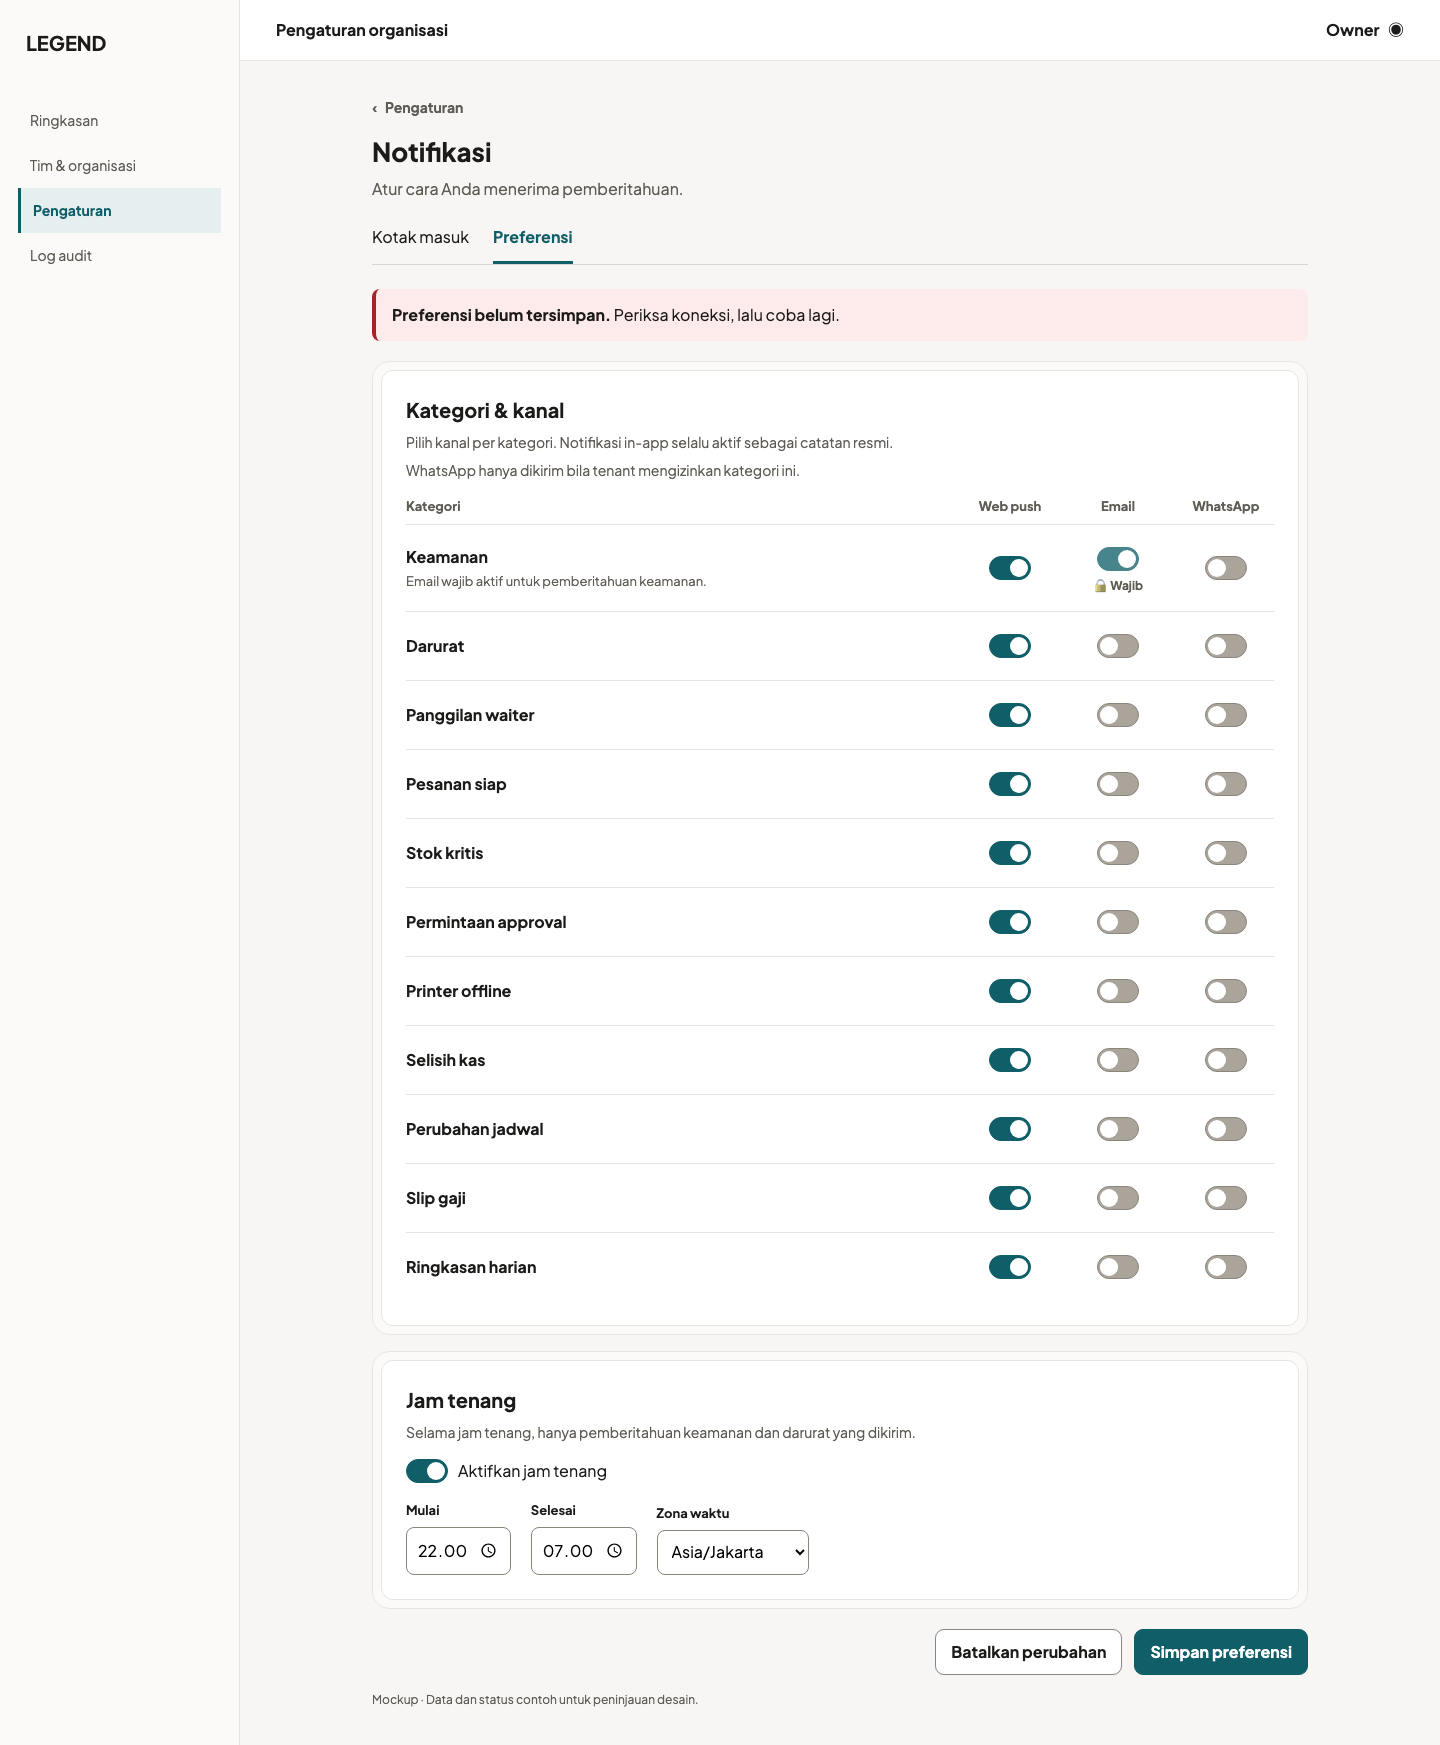 LEGEND
Pengaturan organisasi
Owner
Ringkasan
Tim & organisasi
Pengaturan
Log audit
‹ Pengaturan
Notifikasi
Atur cara Anda menerima pemberitahuan.
Kotak masuk
Preferensi
Preferensi belum tersimpan. Periksa koneksi, lalu coba lagi.
Kategori & kanal
Pilih kanal per kategori. Notifikasi in-app selalu aktif sebagai catatan resmi.
WhatsApp hanya dikirim bila tenant mengizinkan kategori ini.
Kategori Web push Email WhatsApp
Keamanan
Email wajib aktif untuk pemberitahuan keamanan.
Wajib
Darurat
Panggilan waiter
Pesanan siap
Stok kritis
Permintaan approval
Printer offline
Selisih kas
Perubahan jadwal
Slip gaji
Ringkasan harian
Jam tenang
Selama jam tenang, hanya pemberitahuan keamanan dan darurat yang dikirim.
Aktifkan jam tenang
Mulai Selesai Zona waktu
22.00 07.00 Asia/Jakarta
Batalkan perubahan Simpan preferensi
Mockup · Data dan status contoh untuk peninjauan desain.